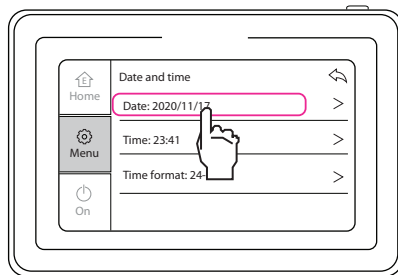 E
Home
Menu
On
Date and time
Date: 2020/11/17
Time: 23:41
Time format: 24-